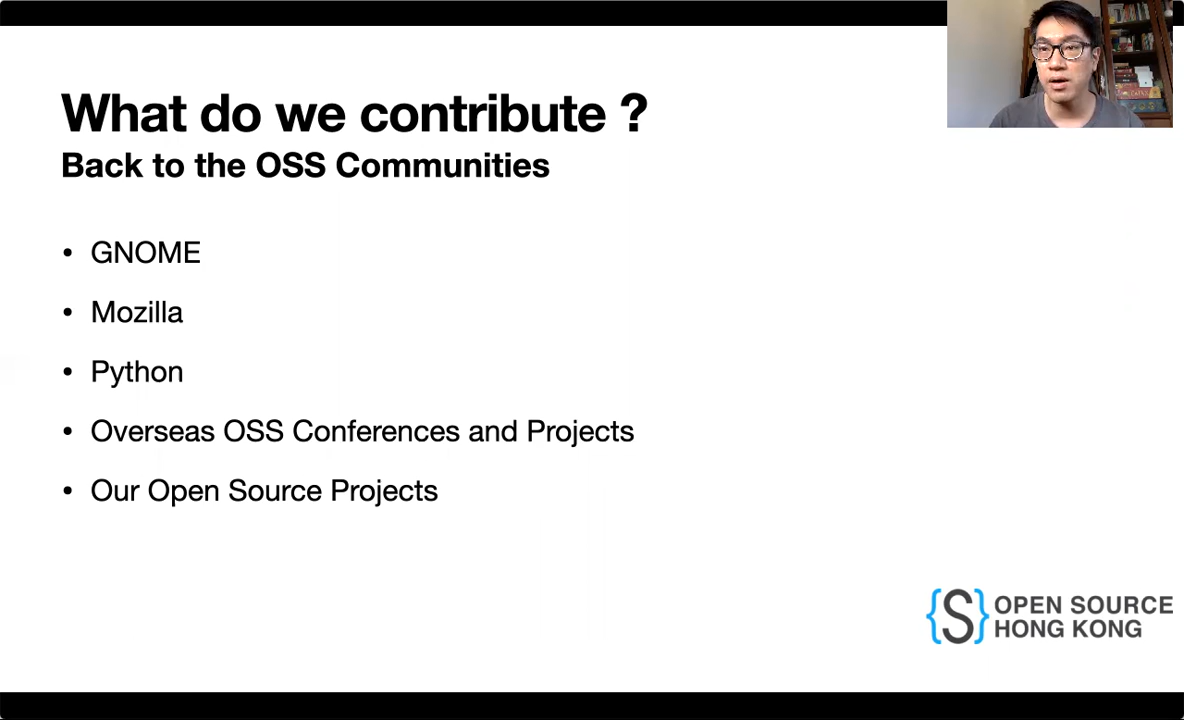 What do we contribute ?
Back to the OSS Communities
• GNOME
• Mozilla
• Python
• Overseas OSS Conferences and Projects
• Our Open Source Projects
{S} OPEN SOURCE
HONG KONG